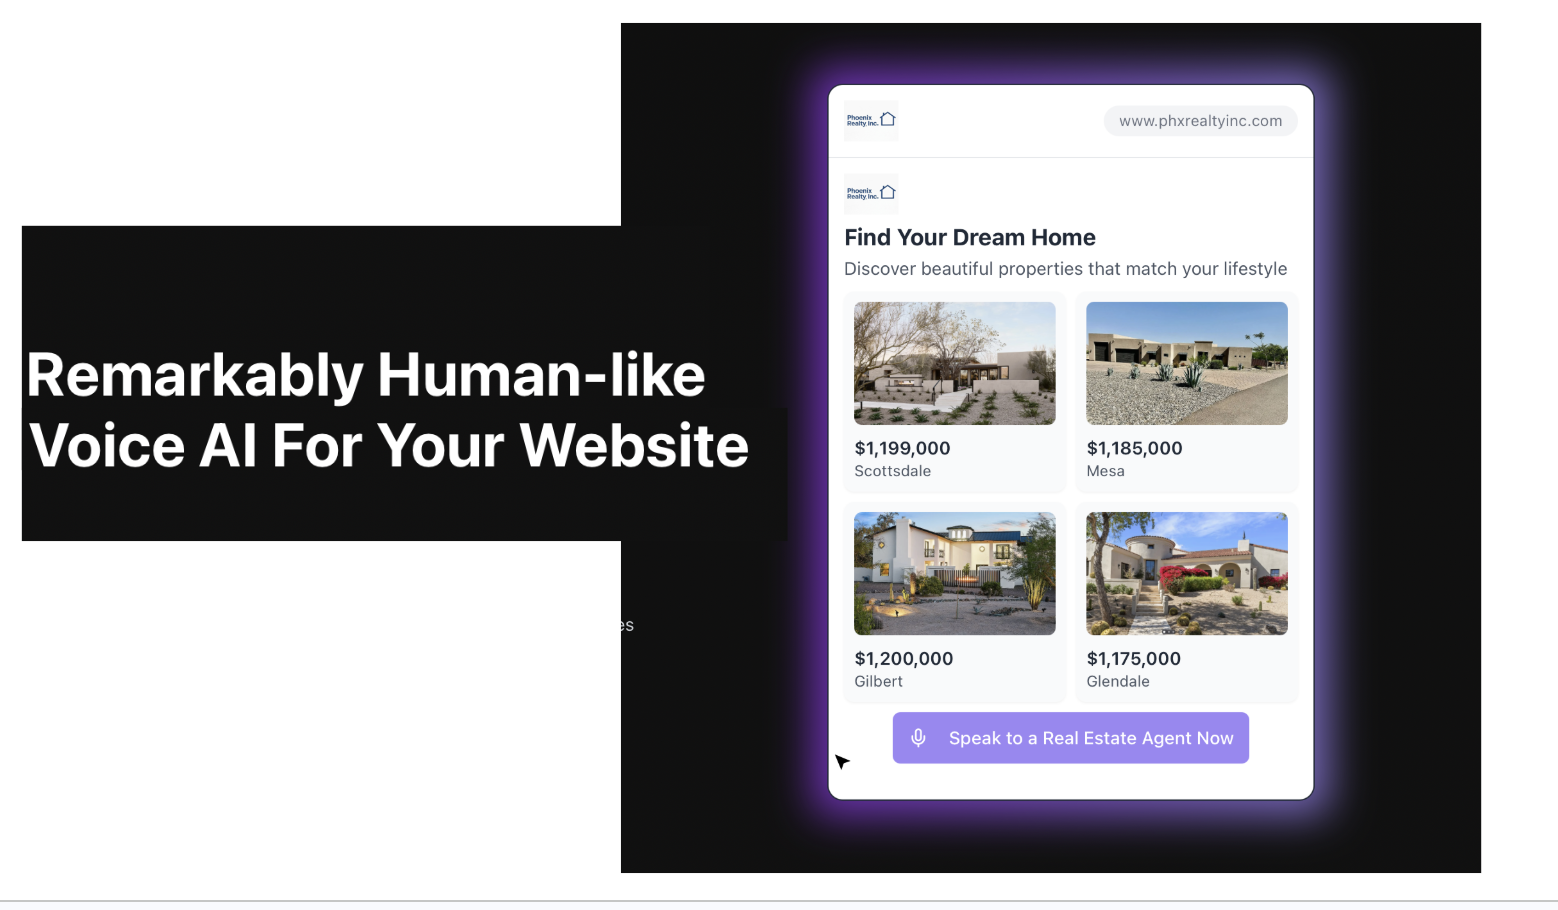 Remarkably Human-like
Voice AI For Your Website
es
Phoenix
Realty Inc.
www.phxrealtyinc.com
Phoenix
Realty Inc.
Find Your Dream Home
Discover beautiful properties that match your lifestyle
$1,199,000
Scottsdale
$1,185,000
Mesa
$1,200,000
Gilbert
$1,175,000
Glendale
Speak to a Real Estate Agent Now